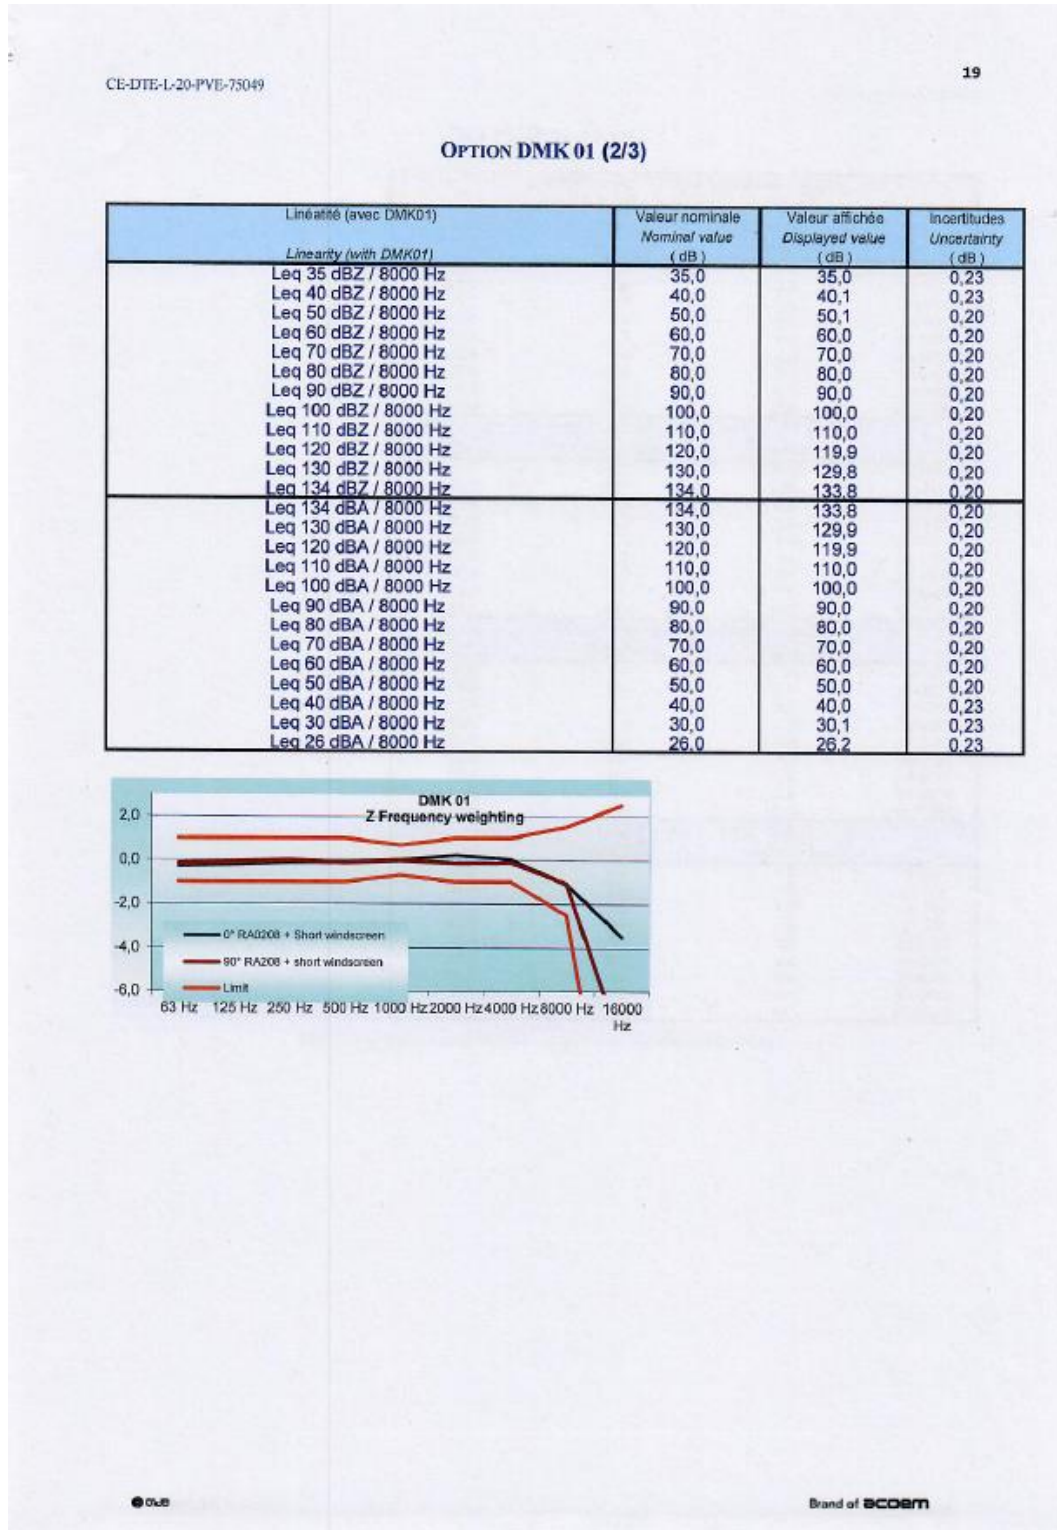 19
CE-DTE-L-20-PVE-75049
OPTION DMK 01 (2/3)
Linéarité (avec DMK01) Valeur nominale Valeur affichée Incertitudes
Nominal value Displayed value Uncertainty
Linearity (with DMK01) ( dB ) ( dB ) ( dB )
Leq 35 dBZ / 8000 Hz 35,0 35,0 0,23
Leq 40 dBZ / 8000 Hz 40,0 40,1 0,23
Leq 50 dBZ / 8000 Hz 50,0 50,1 0,20
Leq 60 dBZ / 8000 Hz 60,0 60,0 0,20
Leq 70 dBZ / 8000 Hz 70,0 70,0 0,20
Leq 80 dBZ / 8000 Hz 80,0 80,0 0,20
Leq 90 dBZ / 8000 Hz 90,0 90,0 0,20
Leq 100 dBZ / 8000 Hz 100,0 100,0 0,20
Leq 110 dBZ / 8000 Hz 110,0 110,0 0,20
Leq 120 dBZ / 8000 Hz 120,0 119,9 0,20
Leq 130 dBZ / 8000 Hz 130,0 129,8 0,20
Leq 134 dBZ / 8000 Hz 134,0 133,8 0,20
Leq 134 dBA / 8000 Hz 134,0 133,8 0,20
Leq 130 dBA / 8000 Hz 130,0 129,9 0,20
Leq 120 dBA / 8000 Hz 120,0 119,9 0,20
Leq 110 dBA / 8000 Hz 110,0 110,0 0,20
Leq 100 dBA / 8000 Hz 100,0 100,0 0,20
Leq 90 dBA / 8000 Hz 90,0 90,0 0,20
Leq 80 dBA / 8000 Hz 80,0 80,0 0,20
Leq 70 dBA / 8000 Hz 70,0 70,0 0,20
Leq 60 dBA / 8000 Hz 60,0 60,0 0,20
Leq 50 dBA / 8000 Hz 50,0 50,0 0,20
Leq 40 dBA / 8000 Hz 40,0 40,0 0,23
Leq 30 dBA / 8000 Hz 30,0 30,1 0,23
Leq 26 dBA / 8000 Hz 26,0 26,2 0,23
DMK 01
Z Frequency weighting
2,0
0,0
-2,0
-4,0
-6,0
0° RA0208 + Short windscreen
90° RA208 + short windscreen
Limit
63 Hz 125 Hz 250 Hz 500 Hz 1000 Hz 2000 Hz 4000 Hz 8000 Hz 16000
Hz
01dB Brand of acoem